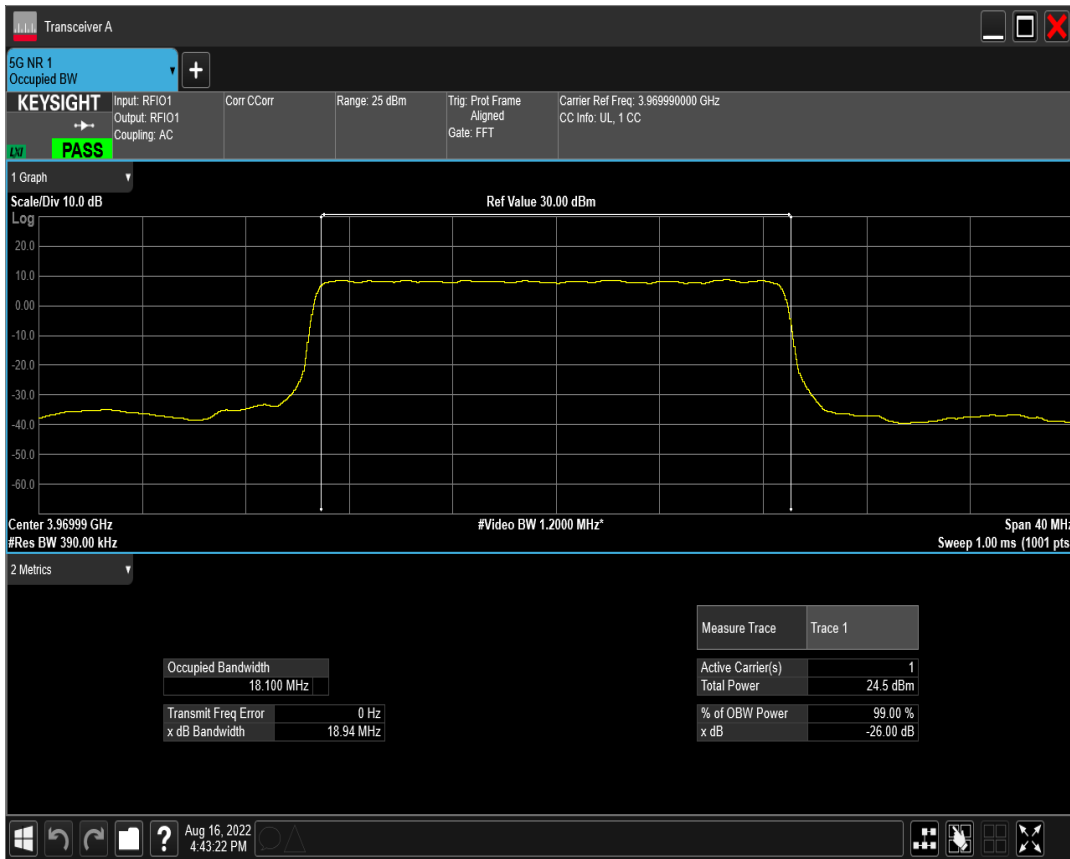 Transceiver A
5G NR 1
Occupied BW
+
KEYSIGHT
LXI
PASS
Input: RFIO1
Output: RFIO1
Coupling: AC
Corr CCorr
Range: 25 dBm
Trig: Prot Frame
Aligned
Gate: FFT
Carrier Ref Freq: 3.969990000 GHz
CC Info: UL, 1 CC
1 Graph
Scale/Div 10.0 dB
Ref Value 30.00 dBm
Log
20.0
10.0
0.00
-10.0
-20.0
-30.0
-40.0
-50.0
-60.0
Center 3.96999 GHz
#Video BW 1.2000 MHz*
Span 40 MHz
#Res BW 390.00 kHz
Sweep 1.00 ms (1001 pts
2 Metrics
Measure Trace Trace 1
Occupied Bandwidth
18.100 MHz
Active Carrier(s) 1
Total Power 24.5 dBm
Transmit Freq Error 0 Hz
x dB Bandwidth 18.94 MHz
% of OBW Power 99.00 %
x dB -26.00 dB
?
Aug 16, 2022
4:43:22 PM